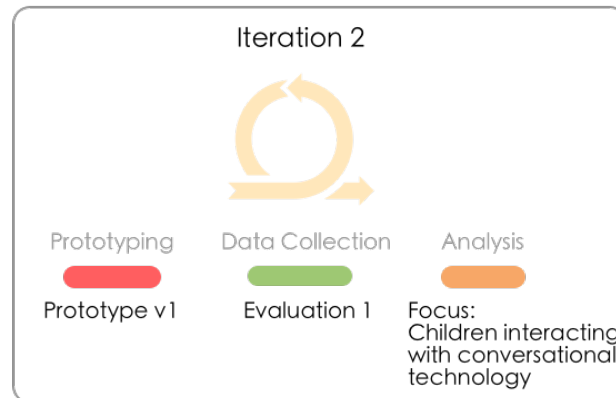 Iteration 2
Prototyping
Data Collection
Analysis
Prototype v1
Evaluation 1
Focus:
Children interacting
with conversational
technology